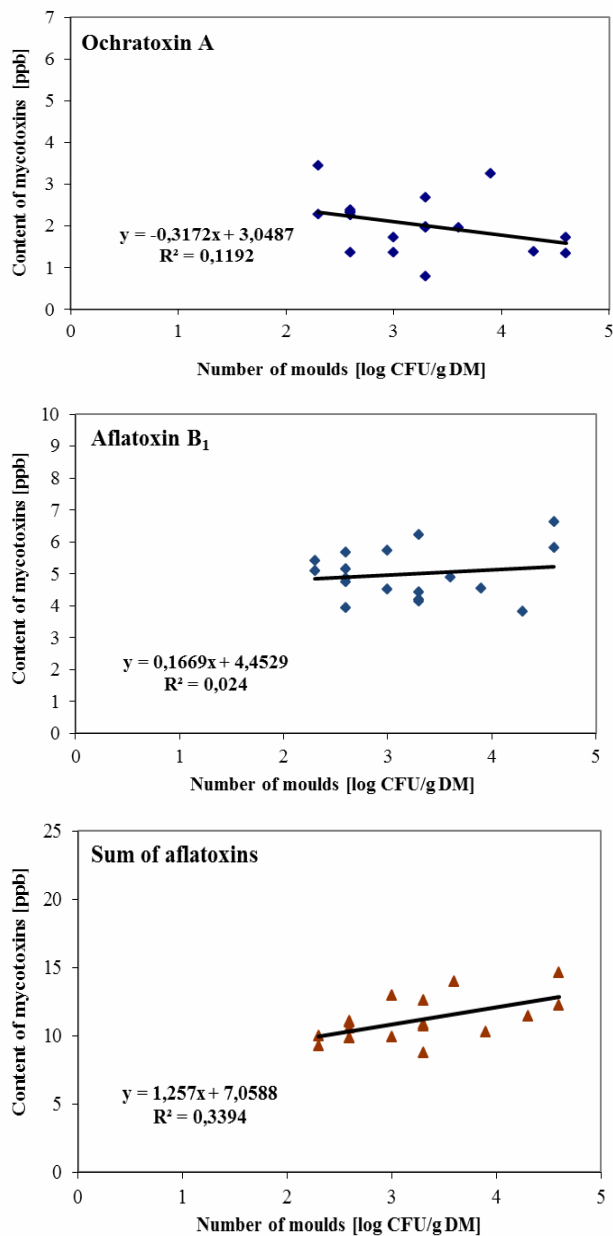 Ochratoxin A
Content of mycotoxins [ppb]
7
6
5
4
3
2
1
0
y = -0,3172x + 3,0487
R² = 0,1192
0 1 2 3 4 5
Number of moulds [log CFU/g DM]
Aflatoxin B₁
Content of mycotoxins [ppb]
10
9
8
7
6
5
4
3
2
1
0
y = 0,1669x + 4,4529
R² = 0,024
0 1 2 3 4 5
Number of moulds [log CFU/g DM]
Sum of aflatoxins
Content of mycotoxins [ppb]
25
20
15
10
5
0
y = 1,257x + 7,0588
R² = 0,3394
0 1 2 3 4 5
Number of moulds [log CFU/g DM]